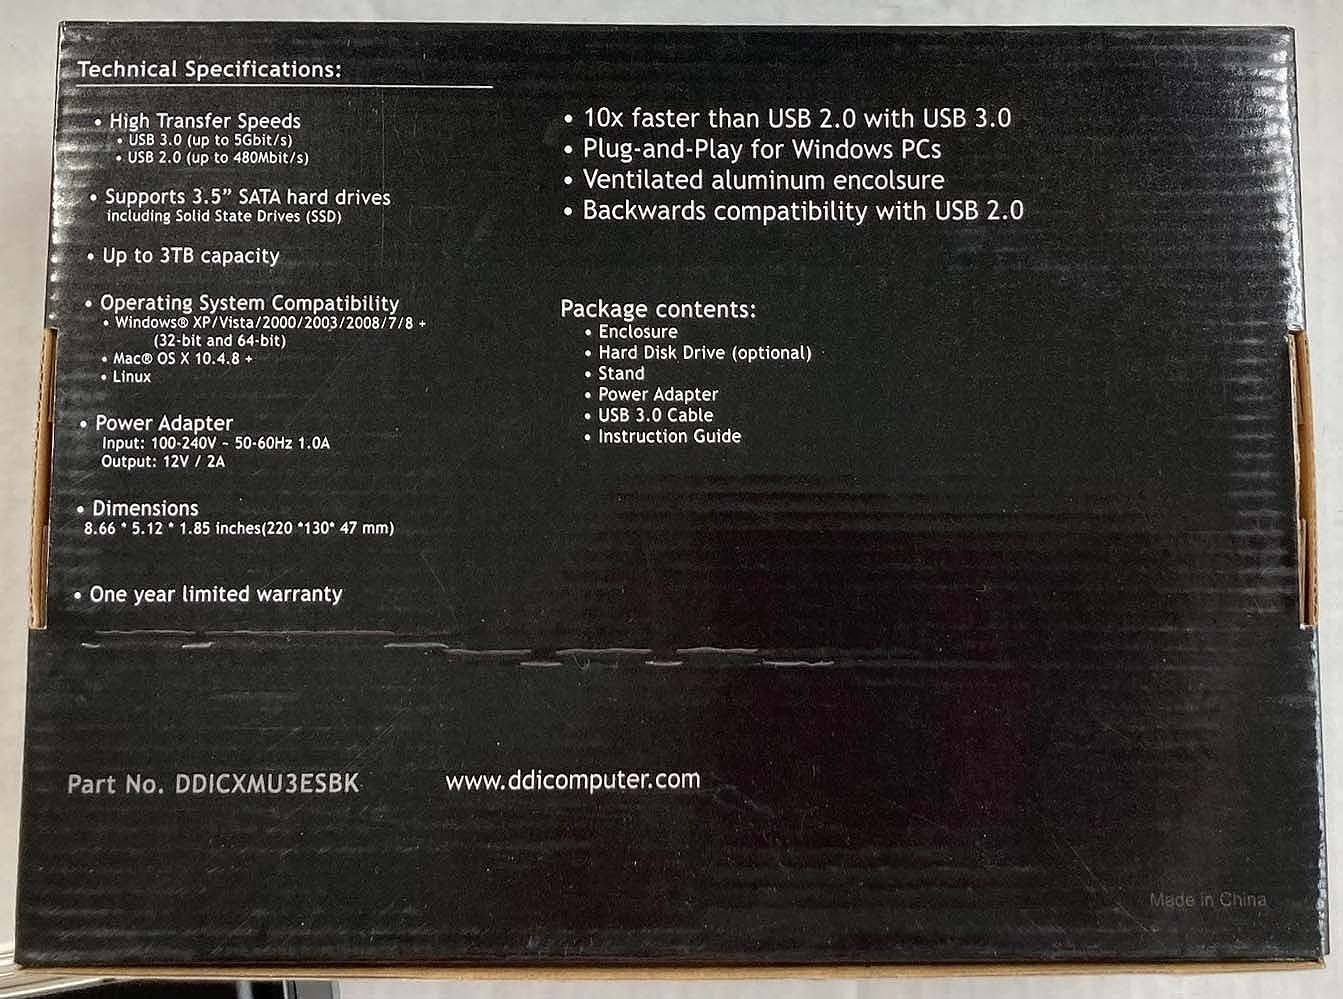 Technical Specifications:
• High Transfer Speeds
• USB 3.0 (up to 5Gbit/s)
• USB 2.0 (up to 480Mbit/s)
• Supports 3.5” SATA hard drives
including Solid State Drives (SSD)
• Up to 3TB capacity
• Operating System Compatibility
• Windows® XP/Vista/2000/2003/2008/7/8 +
(32-bit and 64-bit)
• Mac® OS X 10.4.8 +
• Linux
• Power Adapter
Input: 100-240V ~ 50-60Hz 1.0A
Output: 12V / 2A
• Dimensions
8.66 * 5.12 * 1.85 inches(220 *130* 47 mm)
• One year limited warranty
• 10x faster than USB 2.0 with USB 3.0
• Plug-and-Play for Windows PCs
• Ventilated aluminum encolsure
• Backwards compatibility with USB 2.0
Package contents:
• Enclosure
• Hard Disk Drive (optional)
• Stand
• Power Adapter
• USB 3.0 Cable
• Instruction Guide
Part No. DDICXMU3ESBK
www.ddicomputer.com
Made in China